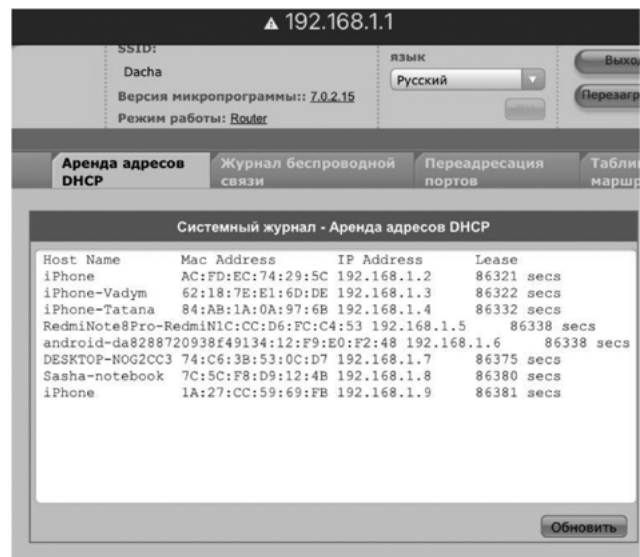 192.168.1.1
SSID:
Dacha
Версия микропрограммы:: 7.0.2.15
Режим работы: Router
язык
Русский
Выхо
Перезагр
Аренда адресов DHCP
Журнал беспроводной связи
Переадресация портов
Табли
маршр
Системный журнал - Аренда адресов DHCP
Host Name Mac Address IP Address Lease
iPhone AC:FD:EC:74:29:5C 192.168.1.2 86321 secs
iPhone-Vadym 62:18:7E:E1:6D:DE 192.168.1.3 86322 secs
iPhone-Tatana 84:AB:1A:0A:97:6B 192.168.1.4 86332 secs
RedmiNote8Pro-RedmiN1C:CC:D6:FC:C4:53 192.168.1.5 86338 secs
android-da8288720938f49134:12:F9:E0:F2:48 192.168.1.6 86338 secs
DESKTOP-NOG2CC3 74:C6:3B:53:0C:D7 192.168.1.7 86375 secs
Sasha-notebook 7C:5C:F8:D9:12:4B 192.168.1.8 86380 secs
iPhone 1A:27:CC:59:69:FB 192.168.1.9 86381 secs
Обновить